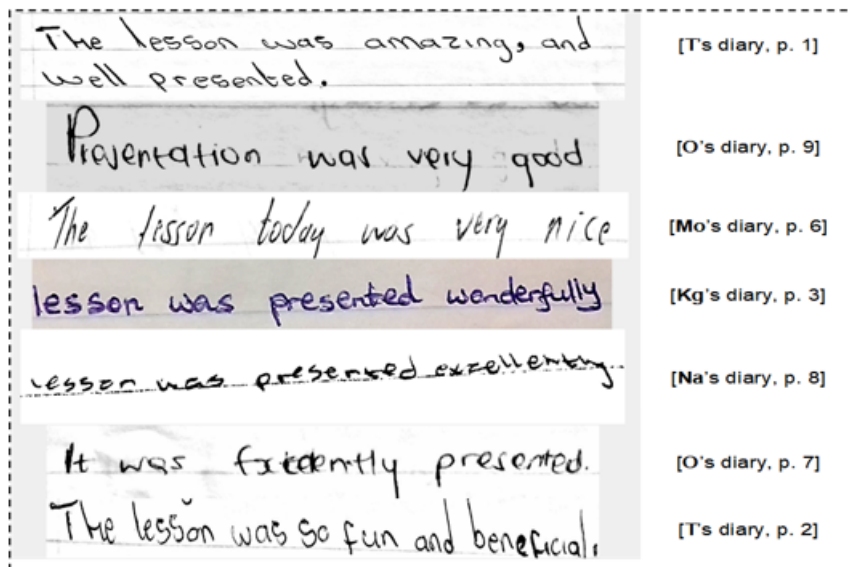 The lesson was amazing, and
well presented.
[T's diary, p. 1]
Presentation was very good
[O's diary, p. 9]
The lesson today was very nice
[Mo's diary, p. 6]
lesson was presented wonderfully
[Kg's diary, p. 3]
lesson was presented excellently
[Na's diary, p. 8]
It was presented.
[O's diary, p. 7]
The lesson was so fun and beneficial.
[T's diary, p. 2]